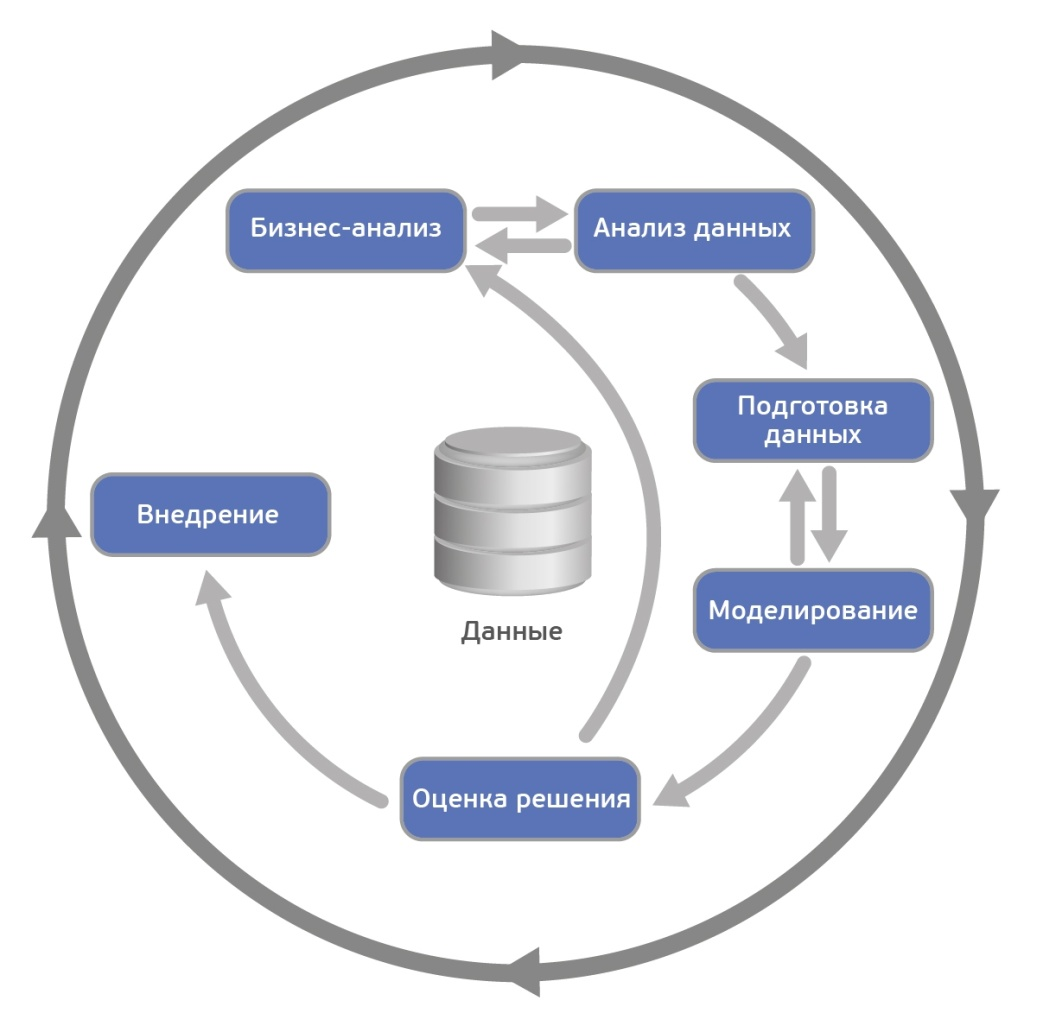 Бизнес-анализ
Анализ данных
Подготовка
данных
Внедрение
Моделирование
Данные
Оценка решения